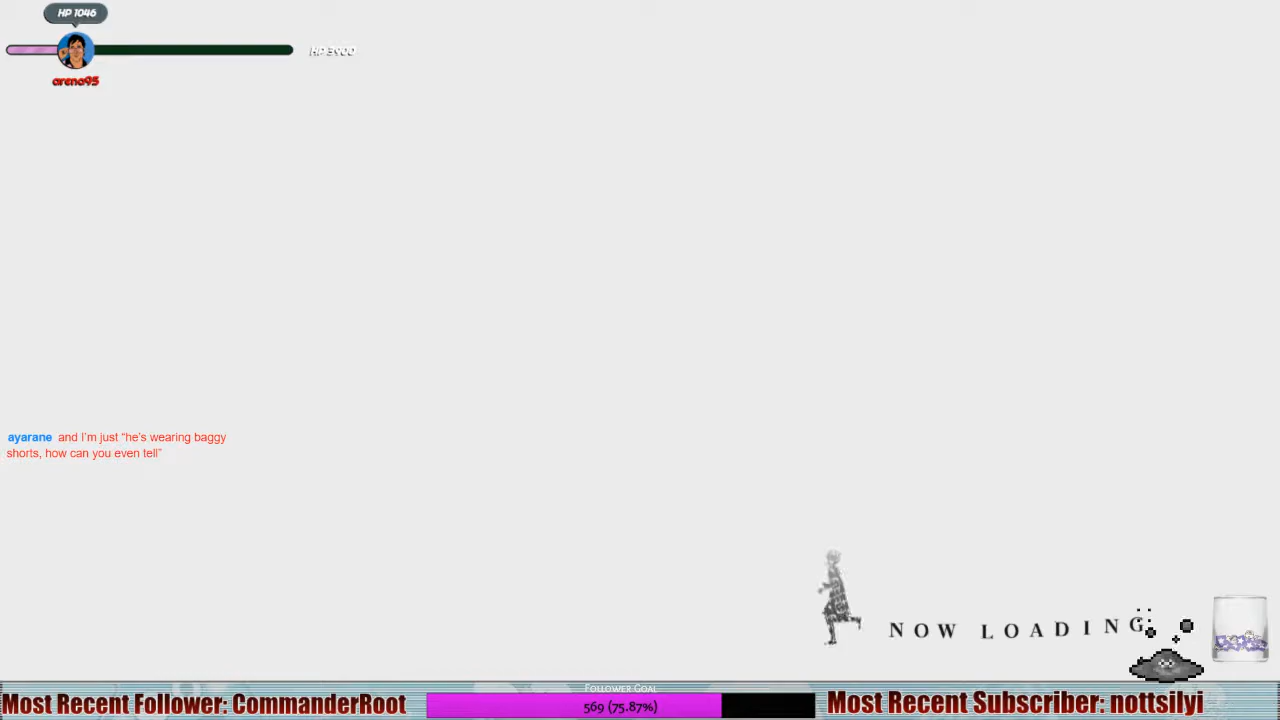 HP 1046
HP 3900
arena95
ayarane and I'm just “he's wearing baggy
shorts, how can you even tell”
NOW LOADING
Follower Goal
Most Recent Follower: CommanderRoot
569 (75.87%)
Most Recent Subscriber: nottsilyi